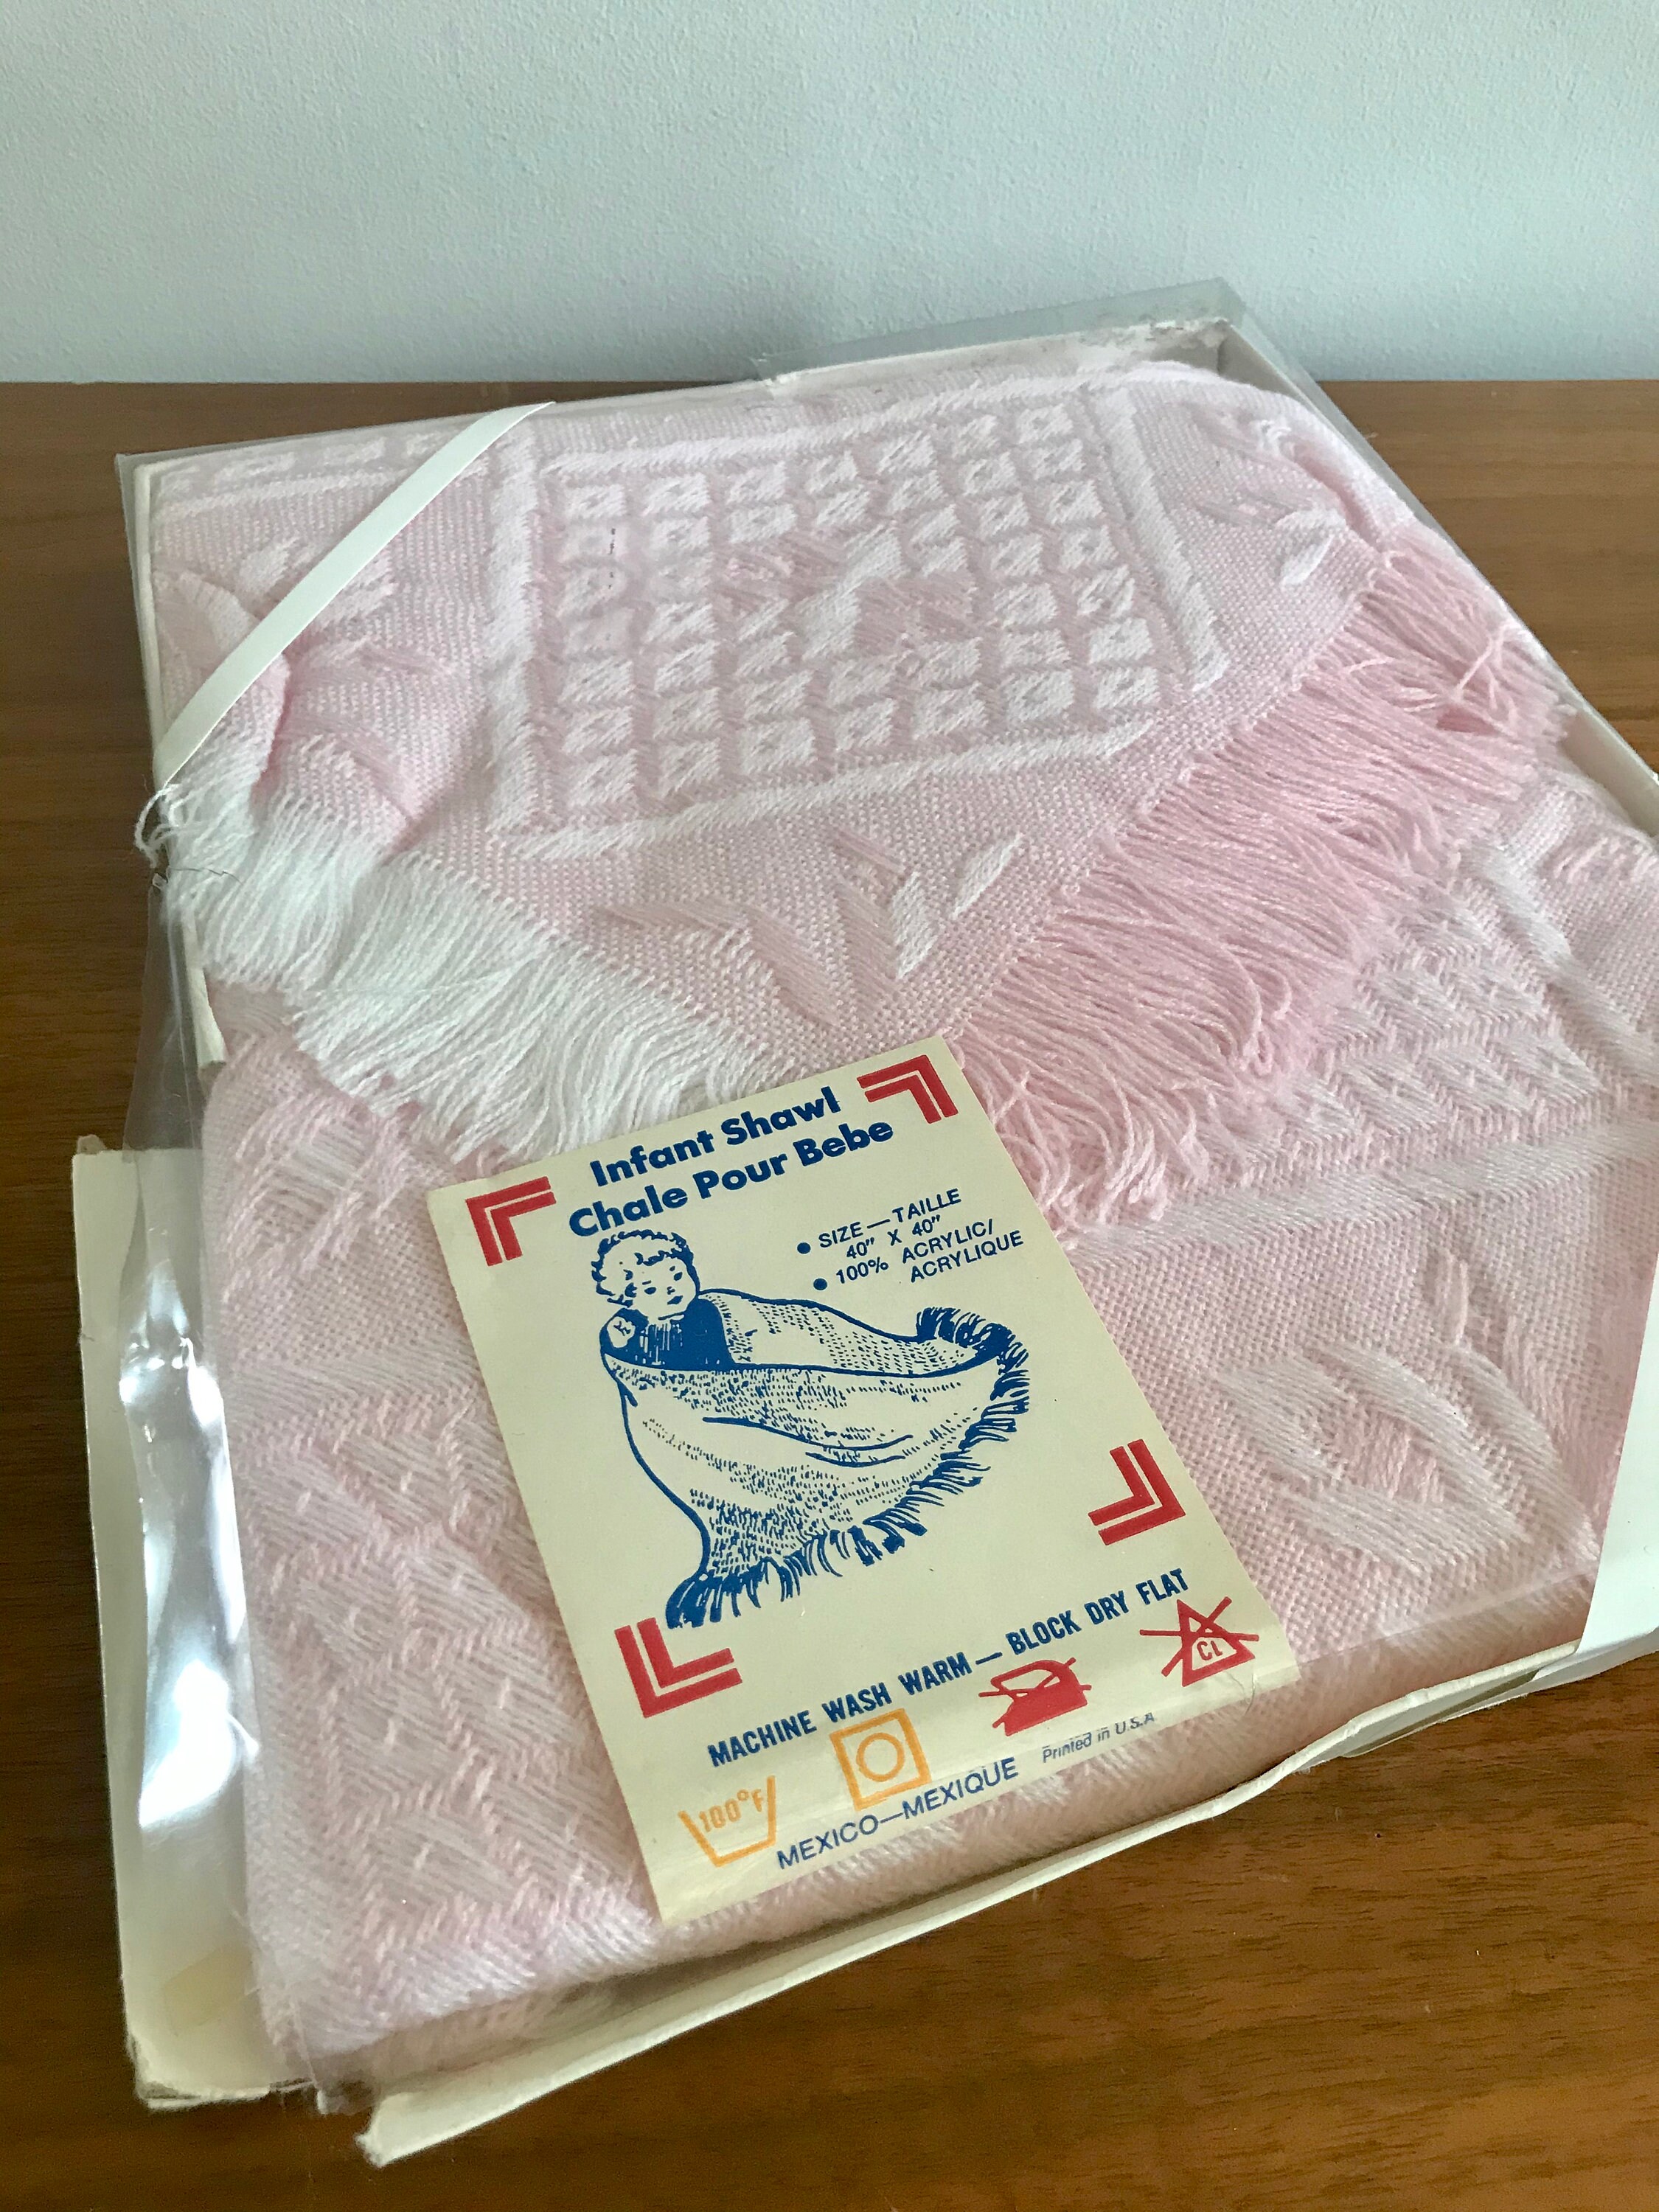 Infant Shawl
Chale Pour Bebe
• SIZE — TAILLE
40" X 40"
• 100% ACRYLIC/
ACRYLIQUE
MACHINE WASH WARM — BLOCK DRY FLAT
100°F
CL
MEXICO—MEXIQUE
Printed in U.S.A.